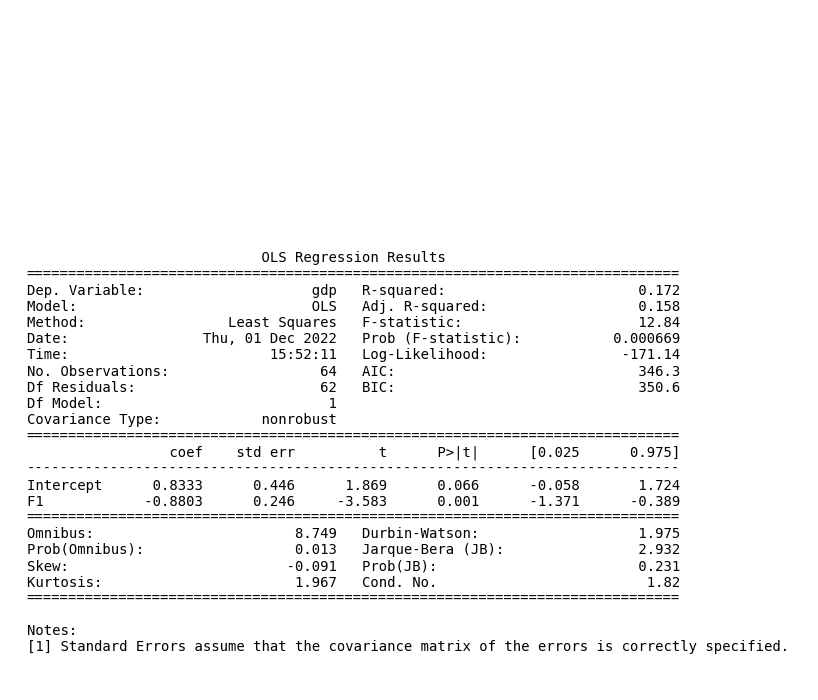 OLS Regression Results
==============================================================================
Dep. Variable:                    gdp   R-squared:                       0.172
Model:                            OLS   Adj. R-squared:                  0.158
Method:                 Least Squares   F-statistic:                     12.84
Date:                Thu, 01 Dec 2022   Prob (F-statistic):           0.000669
Time:                        15:52:11   Log-Likelihood:                -171.14
No. Observations:                  64   AIC:                             346.3
Df Residuals:                      62   BIC:                             350.6
Df Model:                           1
Covariance Type:            nonrobust
==============================================================================
                 coef    std err          t      P>|t|      [0.025      0.975]
------------------------------------------------------------------------------
Intercept      0.8333      0.446      1.869      0.066      -0.058       1.724
F1            -0.8803      0.246     -3.583      0.001      -1.371      -0.389
==============================================================================
Omnibus:                        8.749   Durbin-Watson:                   1.975
Prob(Omnibus):                  0.013   Jarque-Bera (JB):                2.932
Skew:                          -0.091   Prob(JB):                        0.231
Kurtosis:                       1.967   Cond. No.                         1.82
==============================================================================
Notes:
[1] Standard Errors assume that the covariance matrix of the errors is correctly specified.